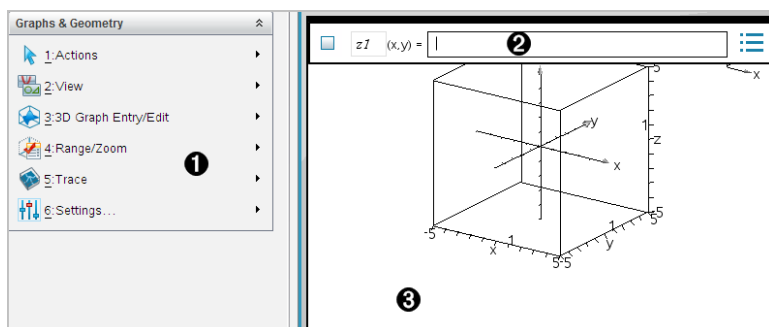 Graphs & Geometry
1:Actions
2:View
3:3D Graph Entry/Edit
4:Range/Zoom
5:Trace
6:Settings...
❶
z1 (x,y) =
❷
5
x
y
1
z
x
-5
-5
5
1
x
5
-5
1
y
❸